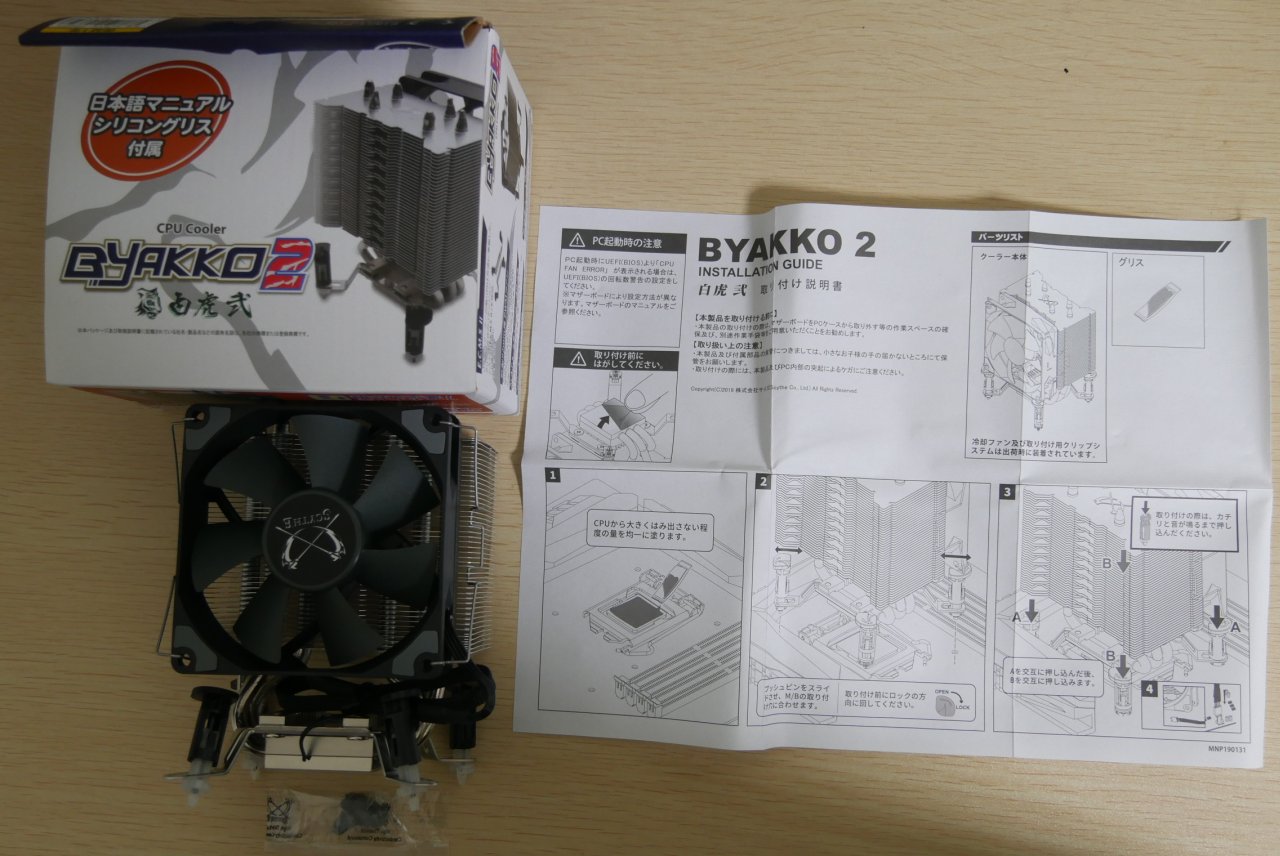 日本語マニュアル
シリコングリス
付属
CPU Cooler
BYAKKO 2
白虎弐
BYAKKO 2
SCYTHE
PC起動時の注意
PC起動時にUEFI(BIOS)より「CPU
FAN ERROR」 が表示される場合は、
UEFI(BIOS)の回転数警告の設定をし
てください。
※マザーボードにより設定方法が異な
ります。マザーボードのマニュアルをご
参照ください。
取り付け前に
はがしてください。
BYAKKO 2
INSTALLATION GUIDE
白虎弐 取り付け説明書
【本製品を取り付ける前に】
・本製品の取り付けの際は、マザーボードをPCケースから取り外す等の作業スペースの確
保及び、別途作業手袋等をご用意いただくことをお勧めします。
【取り扱い上の注意】
・本製品及び付属部品の保管につきましては、小さなお子様の手の届かないところにて保
管をお願いします。
・取り付けの際には、本製品及びPC内部の突起によるケガにご注意ください。
パーツリスト
クーラー本体
グリス
冷却ファン及び取り付け用クリップシ
ステムは出荷時に装着されています。
1
CPUから大きくはみ出さない程
度の量を均一に塗ります。
2
プッシュピンをスライ
ドさせ、M/Bの取り付
け穴に合わせます。
取り付け前にロックの方
向に回してください。
OPEN
LOCK
3
取り付けの際は、カチ
リと音が鳴るまで押し
込んでください。
B
A
A
B
Aを交互に押し込んだ後、
Bを交互に押し込みます。
4
MNP190131